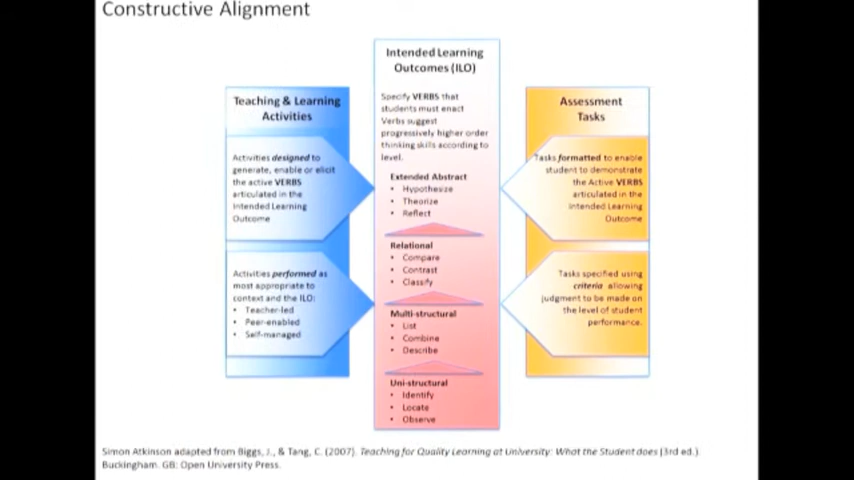 Constructive Alignment
Teaching & Learning
Activities
Activities designed to
generate, enable or elicit
the active VERBS
articulated in the
Intended Learning
Outcome
Activities performed as
most appropriate to
context and the ILO:
• Teacher-led
• Peer-enabled
• Self-managed
Intended Learning
Outcomes (ILO)
Specify VERBS that
students must enact
Verbs suggest
progressively higher order
thinking skills according to
level.
Extended Abstract
• Hypothesize
• Theorize
• Reflect
Relational
• Compare
• Contrast
• Classify
Multi-structural
• List
• Combine
• Describe
Uni-structural
• Identify
• Locate
• Observe
Assessment
Tasks
Tasks formatted to enable
student to demonstrate
the Active VERBS
articulated in the
Intended Learning
Outcome
Tasks specified using
criteria allowing
judgment to be made on
the level of student
performance.
Simon Atkinson adapted from Biggs, J., & Tang, C. (2007). Teaching for Quality Learning at University: What the Student does (3rd ed.).
Buckingham. GB: Open University Press.